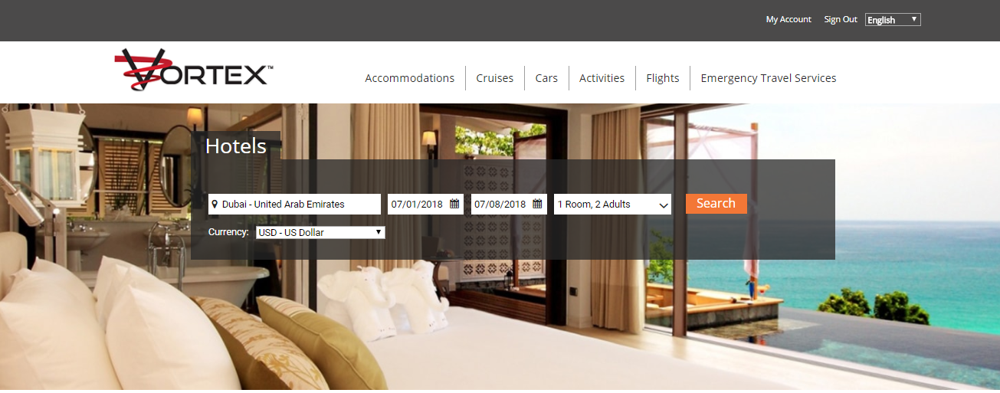 My Account Sign Out English
VORTEX™
Accommodations Cruises Cars Activities Flights Emergency Travel Services
Hotels
Dubai - United Arab Emirates 07/01/2018 07/08/2018 1 Room, 2 Adults Search
Currency: USD - US Dollar